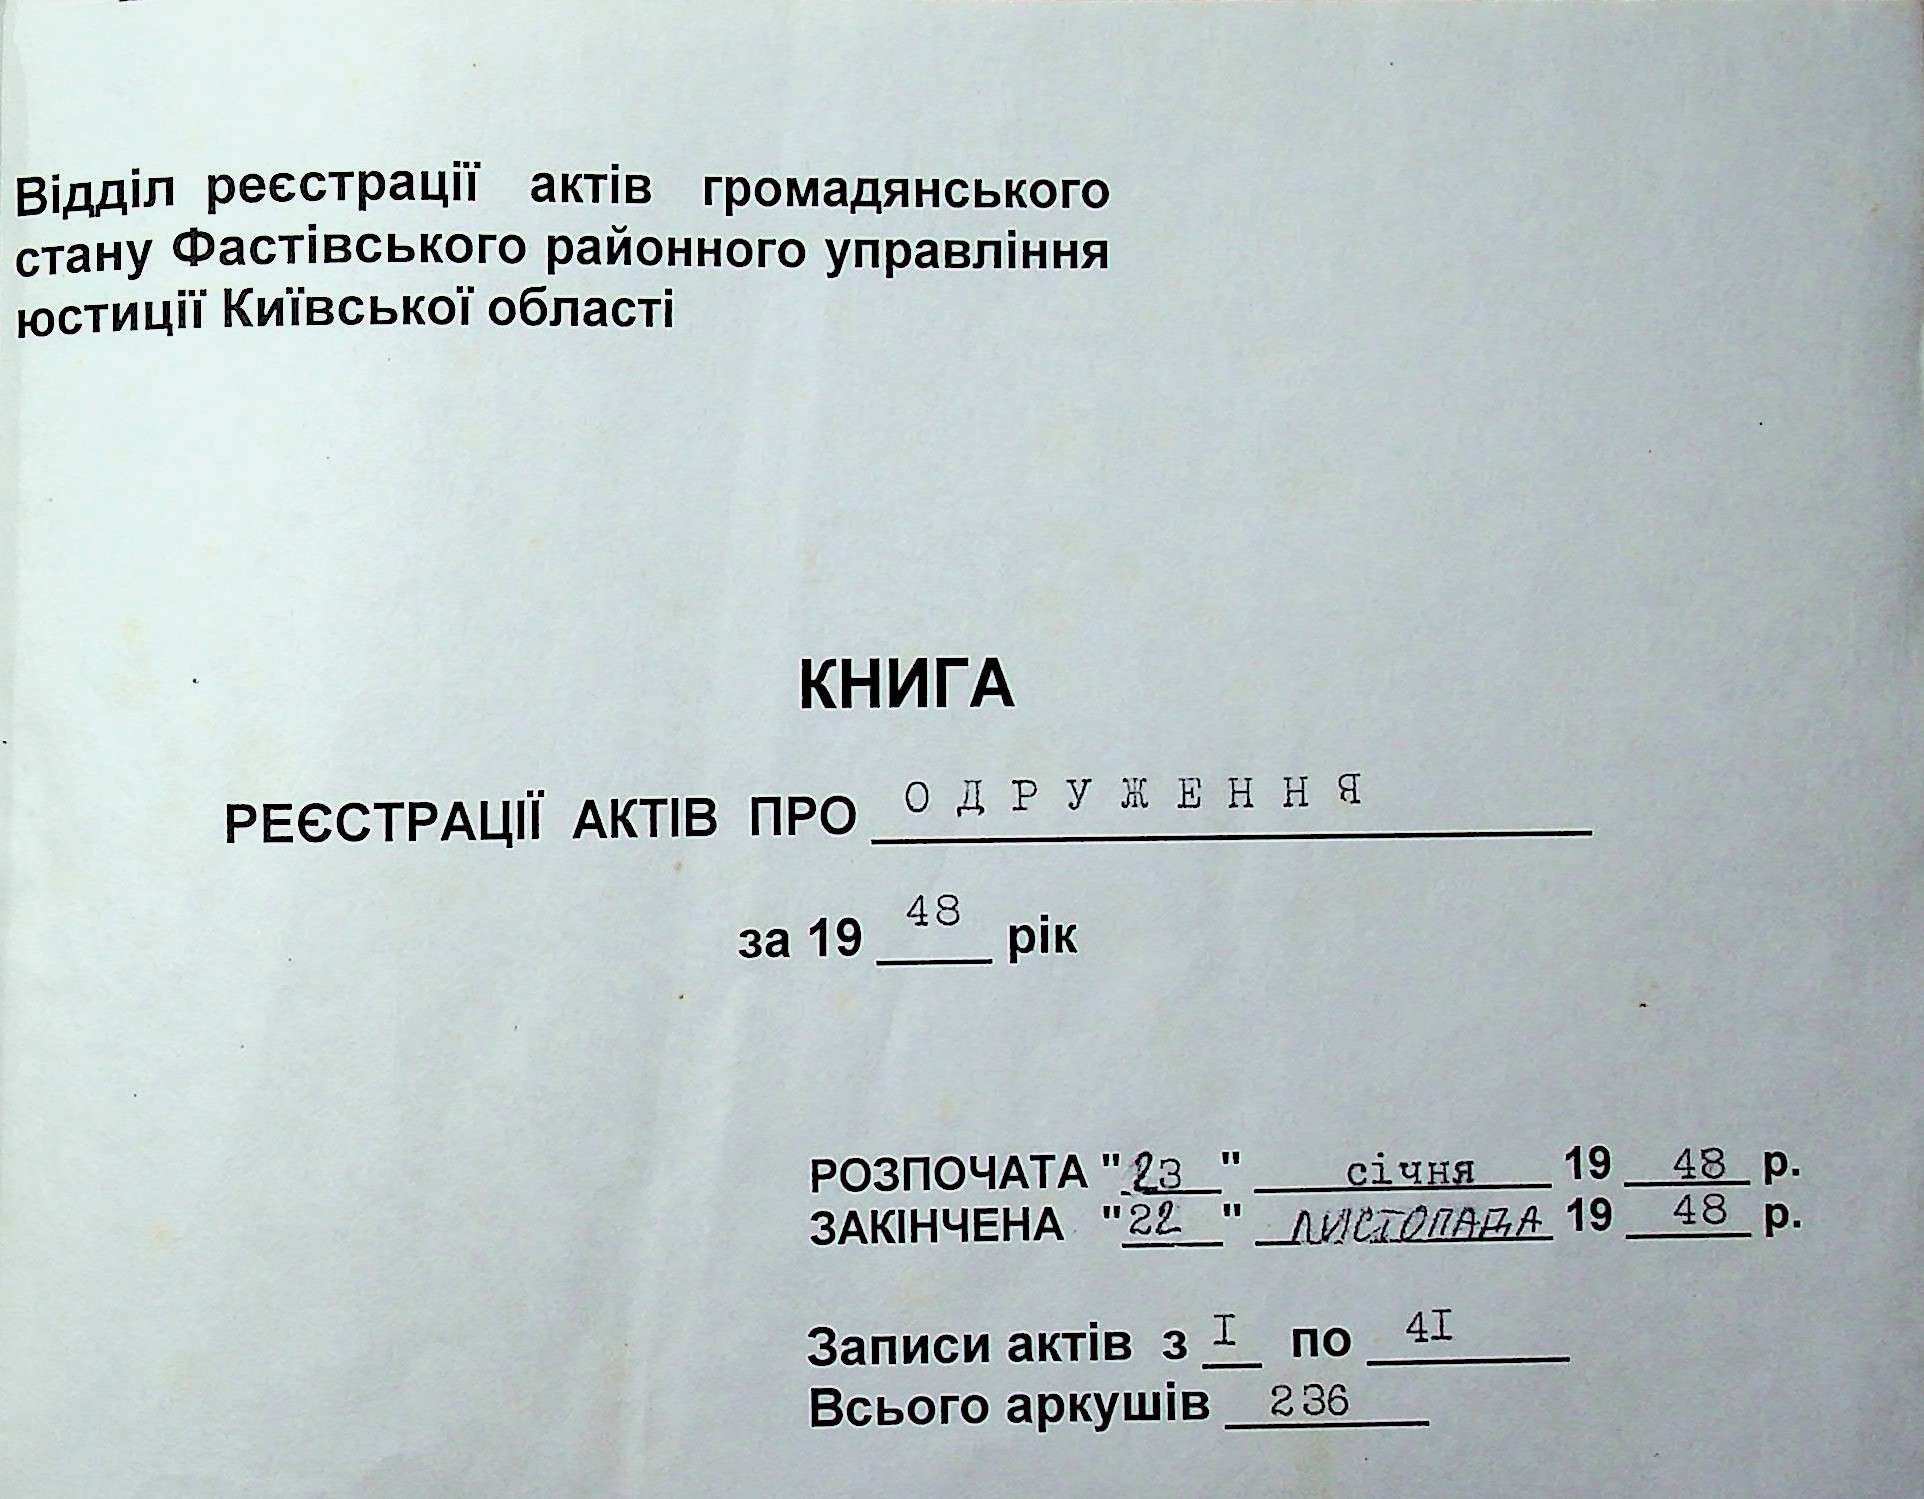 Відділ реєстрації актів громадянського
стану Фастівського районного управління
юстиції Київської області
КНИГА
РЕЄСТРАЦІЇ АКТІВ ПРО О Д Р У Ж Е Н Н Я
за 19 48 рік
РОЗПОЧАТА "23" січня 19 48 р.
ЗАКІНЧЕНА "22" ЛИСТОПАДА 19 48 р.
Записи актів з I по 4I
Всього аркушів 236